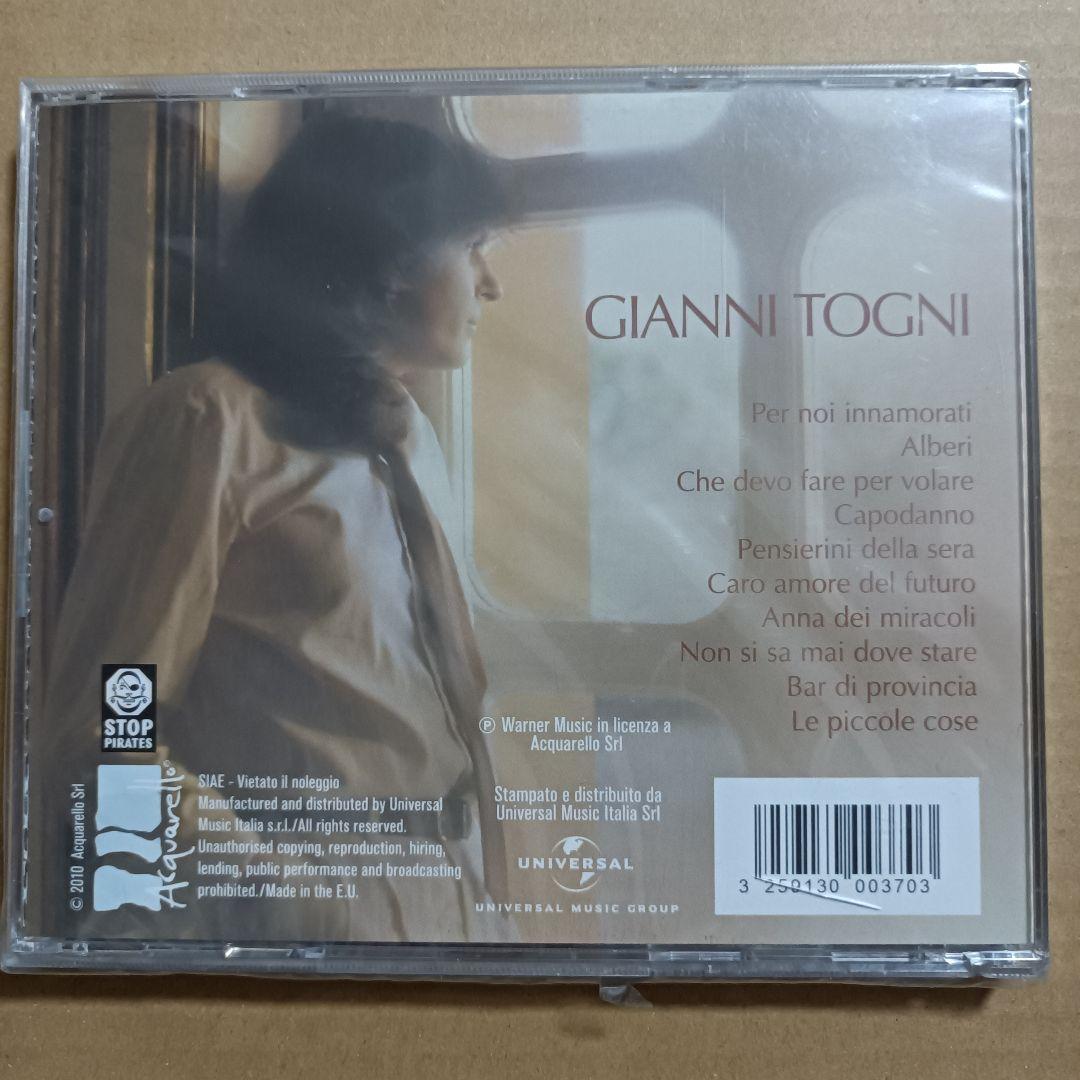 GIANNI TOGNI
Per noi innamorati
Alberi
Che devo fare per volare
Capodanno
Pensierini della sera
Caro amore del futuro
Anna dei miracoli
Non si sa mai dove stare
Bar di provincia
Le piccole cose
STOP
PIRATES
© 2010 Acquarello Srl
Acquarello®
SIAE - Vietato il noleggio
Manufactured and distributed by Universal
Music Italia s.r.l./All rights reserved.
Unauthorised copying, reproduction, hiring,
lending, public performance and broadcasting
prohibited./Made in the E.U.
℗ Warner Music in licenza a
Acquarello Srl
Stampato e distribuito da
Universal Music Italia Srl
UNIVERSAL
UNIVERSAL MUSIC GROUP
3 259130 003703